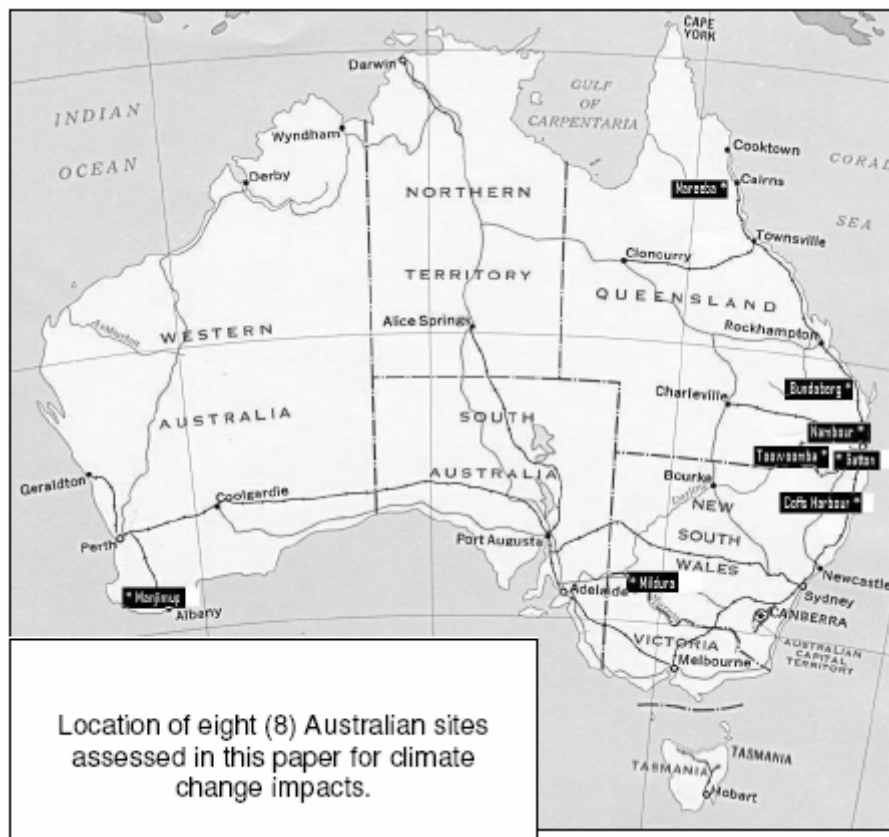 CAPE
YORK
Darwin
GULF
OF
CARPENTARIA
INDIAN
OCEAN
Wyndham
Cooktown
CORAL
SEA
Derby
Mareeba *
Cairns
NORTHERN
TERRITORY
Townsville
Cloncurry
QUEENSLAND
Ashburton
WESTERN
AUSTRALIA
Alice Springs
Rockhampton
Bundaberg *
Charleville
SOUTH
AUSTRALIA
Nambour *
Toowoomba *
* Gatton
Geraldton
Coolgardie
Bourke
Darling
NEW
SOUTH
WALES
Coffs Harbour *
Perth
Port Augusta
Newcastle
* Manjimup
Albany
Adelaide
* Mildura
Sydney
CANBERRA
VICTORIA
AUSTRALIAN
CAPITAL
TERRITORY
Melbourne
Location of eight (8) Australian sites
assessed in this paper for climate
change impacts.
TASMANIA
TASMANIA
Hobart